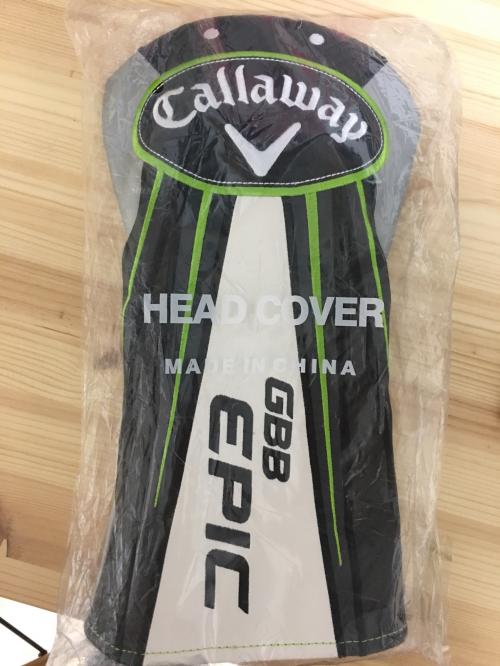 Callaway
HEAD COVER
MADE IN CHINA
GBB
EPIC